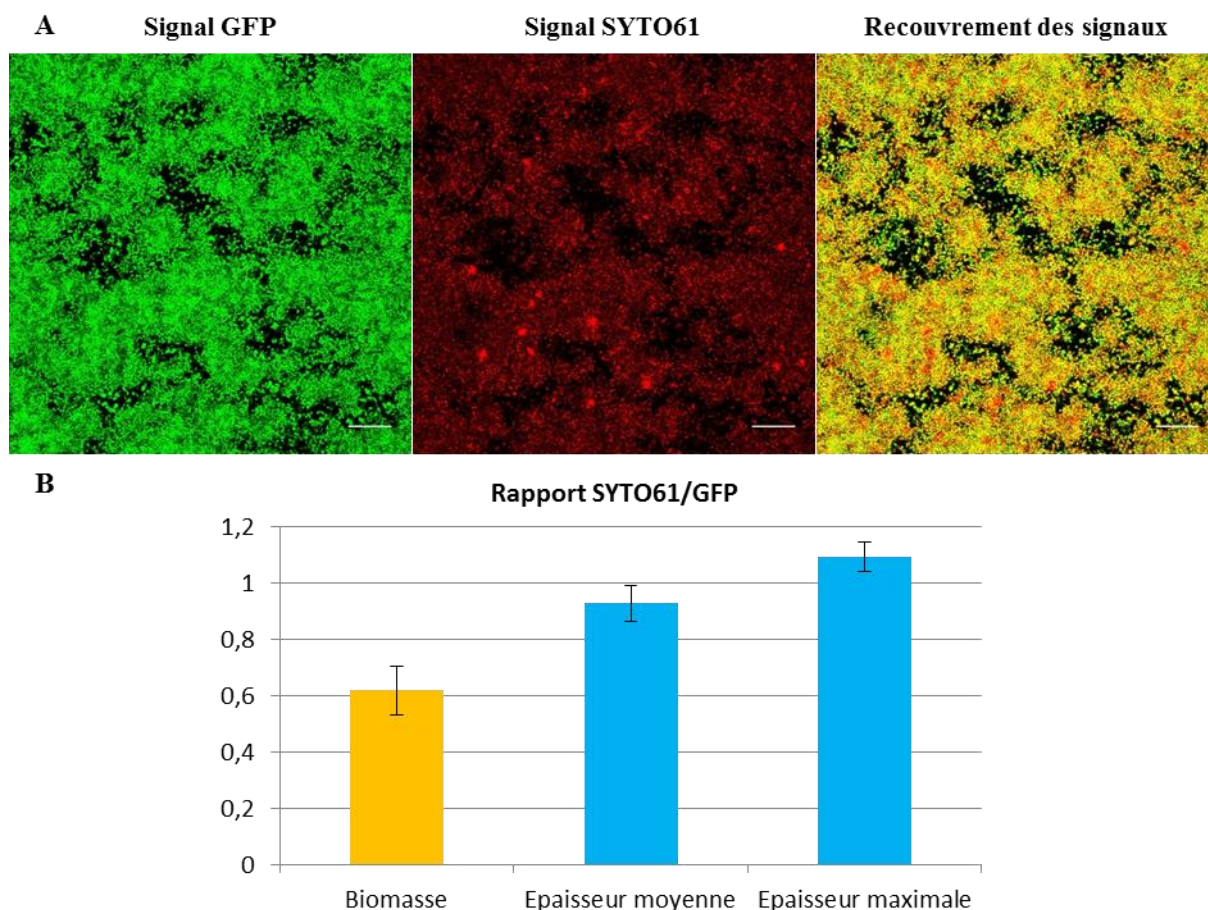 A
Signal GFP
Signal SYTO61
Recouvrement des signaux
B
Rapport SYTO61/GFP
1,2
1
0,8
0,6
0,4
0,2
0
Biomasse
Epaisseur moyenne
Epaisseur maximale